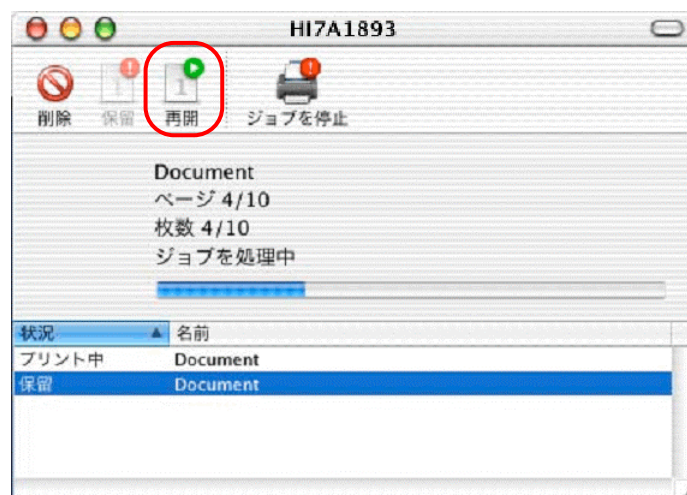 HI7A1893
削除 保留 再開 ジョブを停止
Document
ページ 4/10
枚数 4/10
ジョブを処理中
状況 名前
プリント中 Document
保留 Document